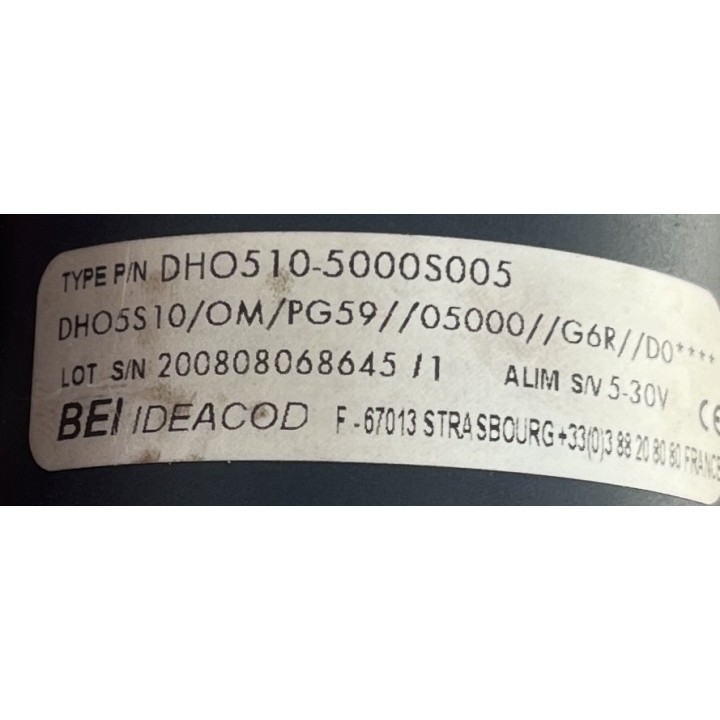 TYPE P/N DHO510-5000S005
DHO5S10/OM/PG59//05000//G6R//D0****
LOT S/N 200808068645 /1 ALIM S/V 5-30V CE
BEI IDEACOD F - 67013 STRASBOURG +33(0)3 88 20 80 80 FRANCE